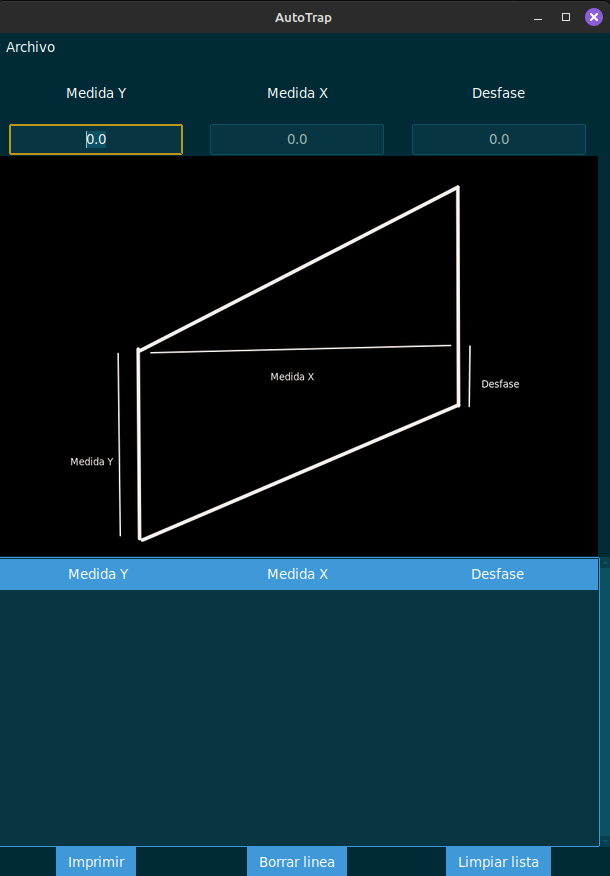 AutoTrap
Archivo
Medida Y Medida X Desfase
0.0 0.0 0.0
Medida X
Desfase
Medida Y
Medida Y Medida X Desfase
Imprimir Borrar linea Limpiar lista